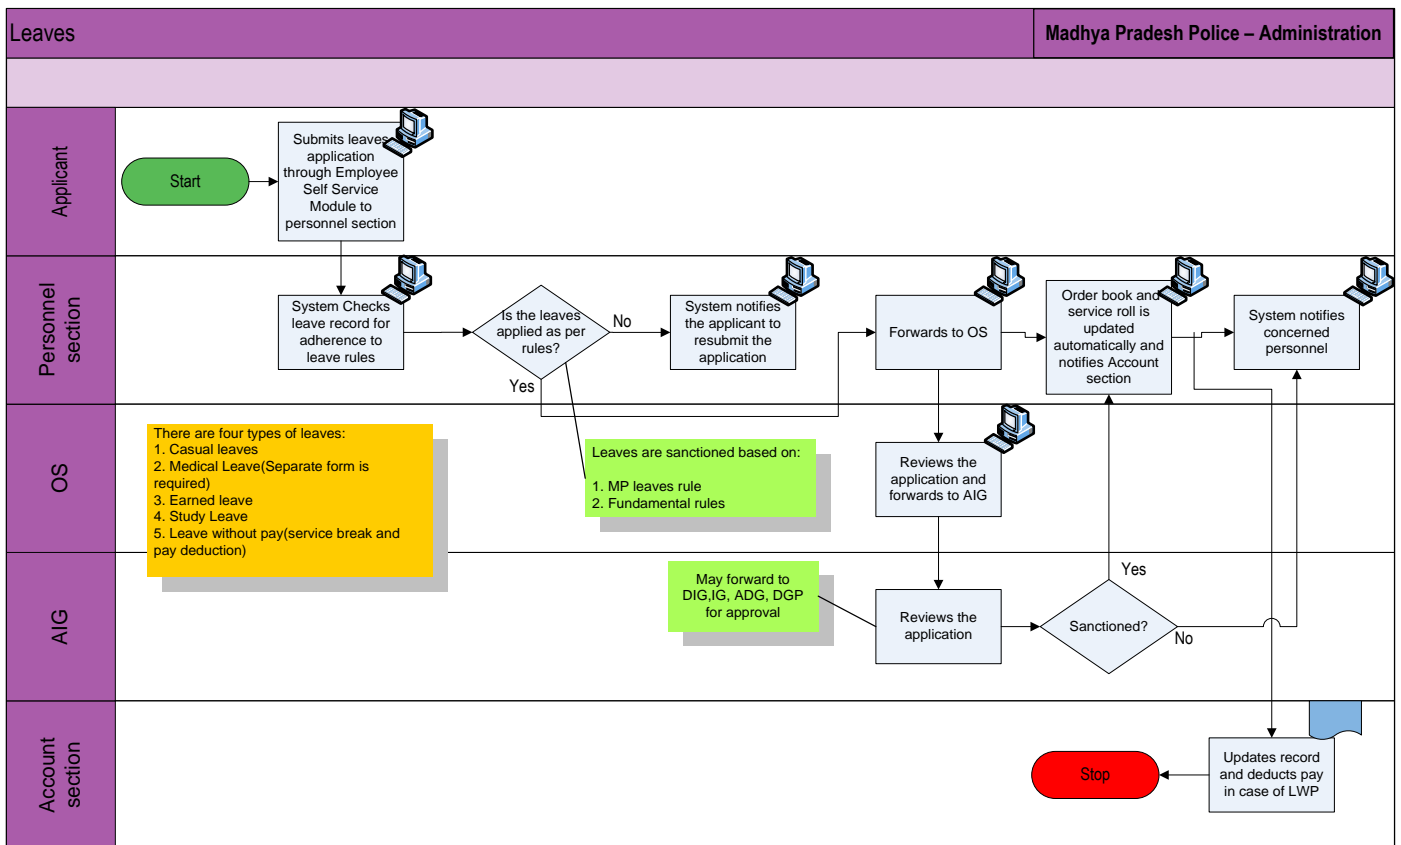 Leaves
Madhya Pradesh Police – Administration
Applicant
Start
Submits leaves
application
through Employee
Self Service
Module to
personnel section
Personnel
section
System Checks
leave record for
adherence to
leave rules
Is the leaves
applied as per
rules?
No
Yes
System notifies
the applicant to
resubmit the
application
Forwards to OS
Order book and
service roll is
updated
automatically and
notifies Account
section
System notifies
concerned
personnel
OS
There are four types of leaves:
1. Casual leaves
2. Medical Leave(Separate form is
required)
3. Earned leave
4. Study Leave
5. Leave without pay(service break and
pay deduction)
Leaves are sanctioned based on:
1. MP leaves rule
2. Fundamental rules
Reviews the
application and
forwards to AIG
AIG
May forward to
DIG,IG, ADG, DGP
for approval
Reviews the
application
Sanctioned?
Yes
No
Account
section
Stop
Updates record
and deducts pay
in case of LWP